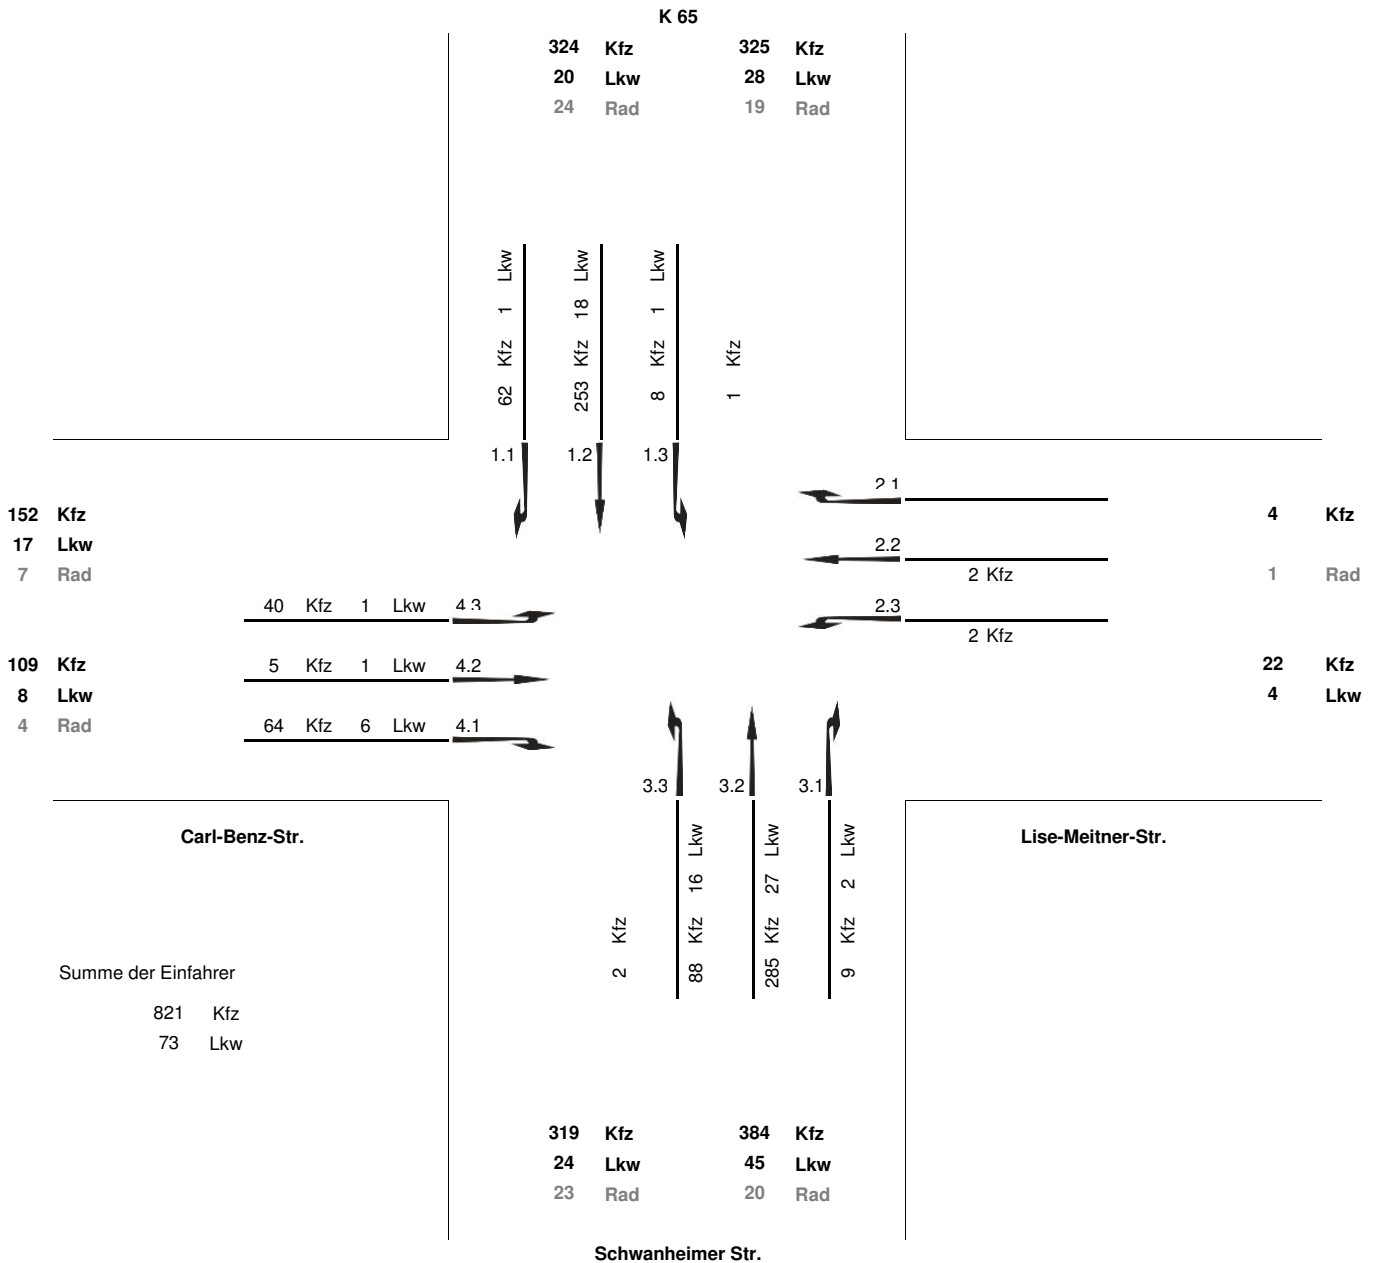 K 65
324 Kfz 325 Kfz
20 Lkw 28 Lkw
24 Rad 19 Rad
62 Kfz 1 Lkw
253 Kfz 18 Lkw
8 Kfz 1 Lkw
1 Kfz
1.1 1.2 1.3
2.1
152 Kfz
17 Lkw
7 Rad
4 Kfz
1 Rad
2.2
2 Kfz
2.3
2 Kfz
40 Kfz 1 Lkw 4.3
109 Kfz
8 Lkw
4 Rad
5 Kfz 1 Lkw 4.2
64 Kfz 6 Lkw 4.1
22 Kfz
4 Lkw
3.3 3.2 3.1
Carl-Benz-Str.
Lise-Meitner-Str.
2 Kfz
88 Kfz 16 Lkw
285 Kfz 27 Lkw
9 Kfz 2 Lkw
Summe der Einfahrer
821 Kfz
73 Lkw
319 Kfz 384 Kfz
24 Lkw 45 Lkw
23 Rad 20 Rad
Schwanheimer Str.